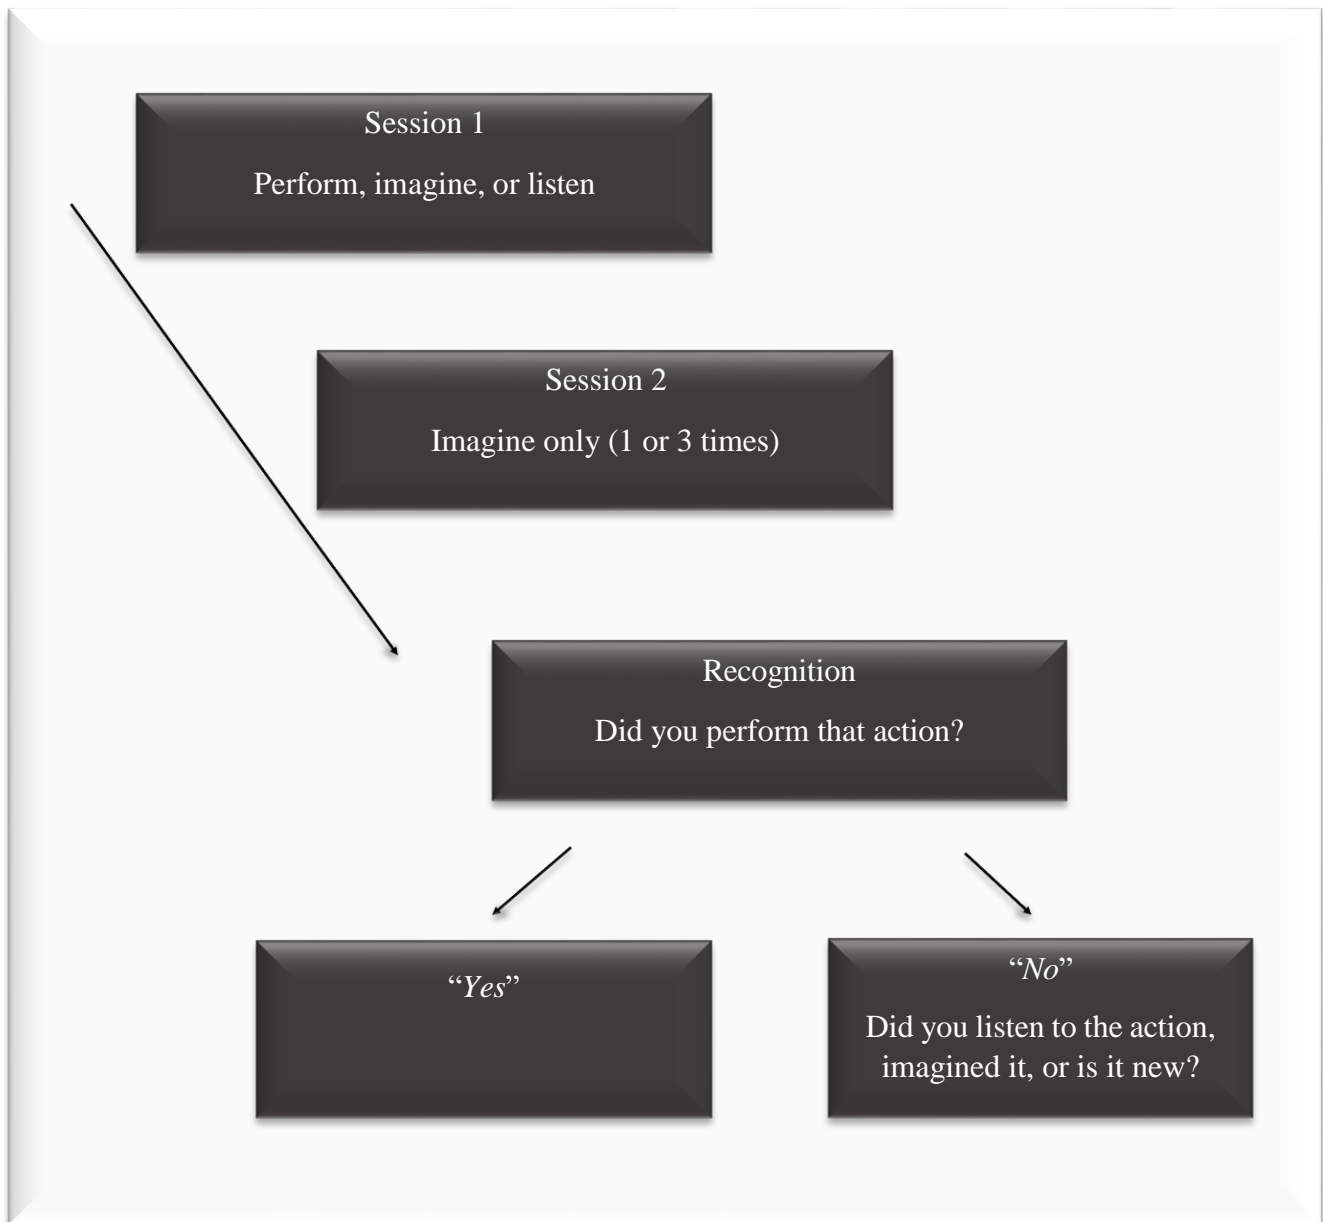 Session 1
Perform, imagine, or listen
Session 2
Imagine only (1 or 3 times)
Recognition
Did you perform that action?
“Yes”
“No”
Did you listen to the action,
imagined it, or is it new?